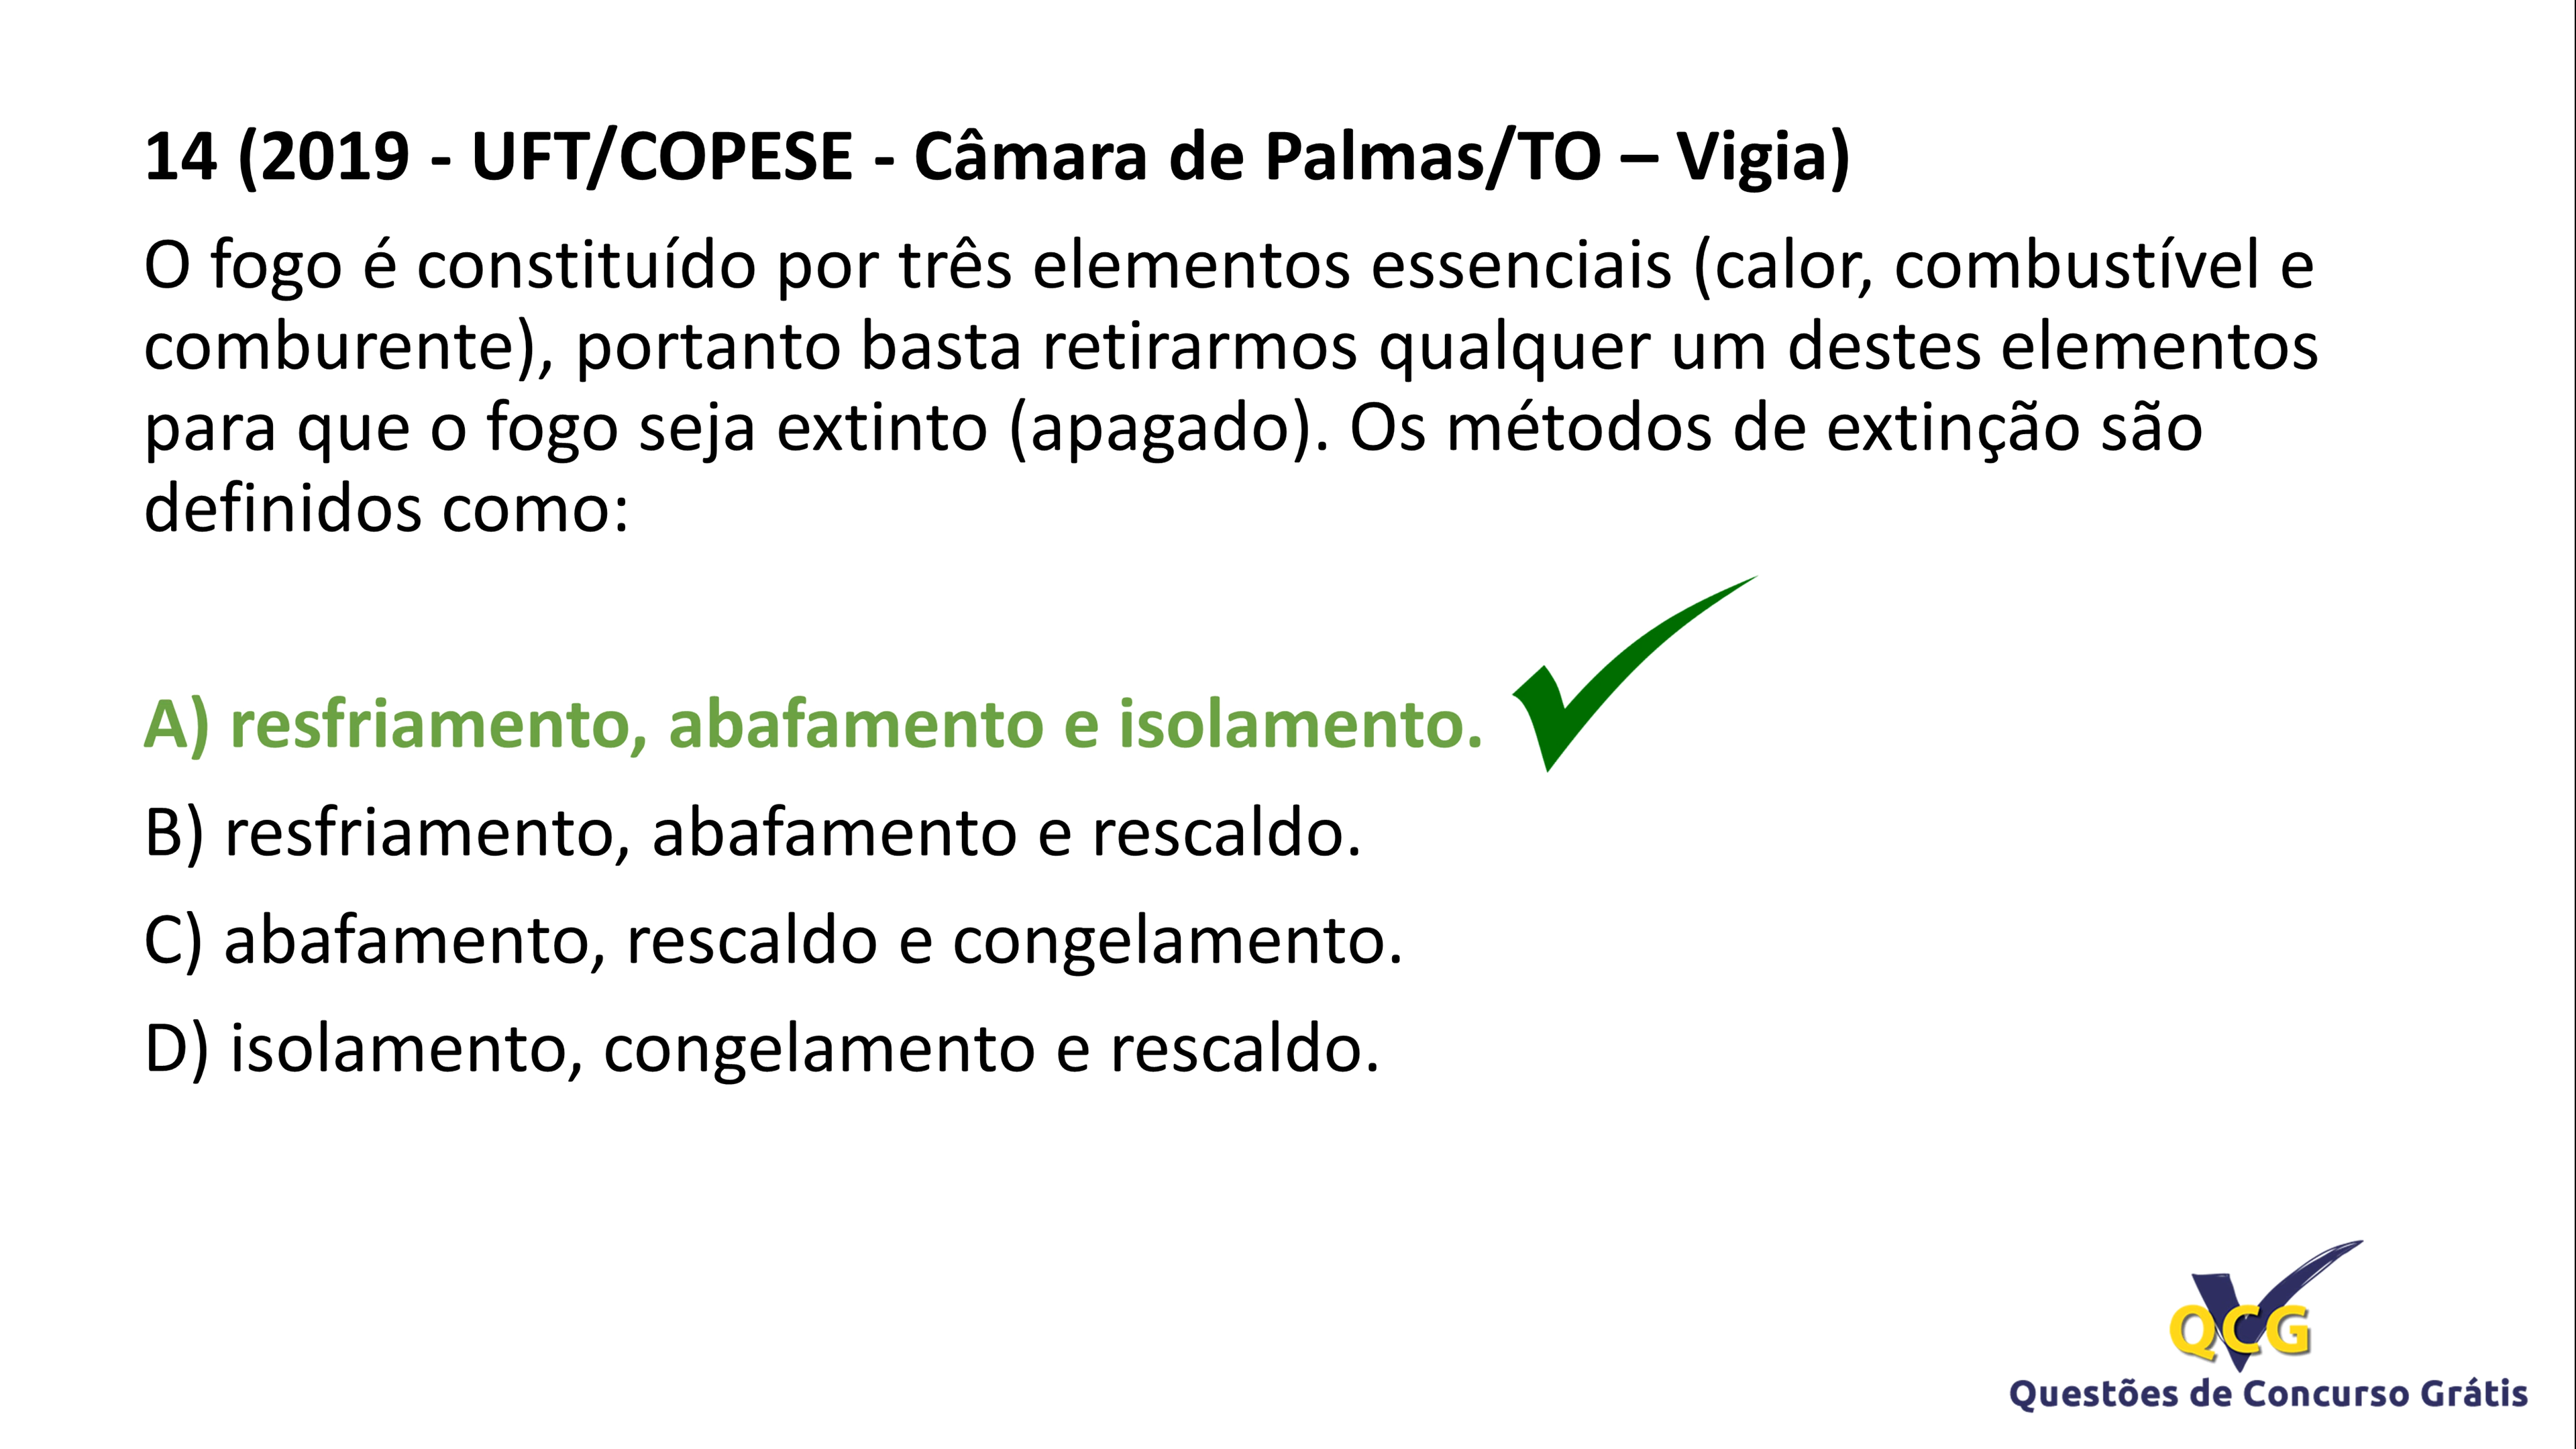 14 (2019 - UFT/COPESE - Câmara de Palmas/TO – Vigia)
O fogo é constituído por três elementos essenciais (calor, combustível e
comburente), portanto basta retirarmos qualquer um destes elementos
para que o fogo seja extinto (apagado). Os métodos de extinção são
definidos como:
A) resfriamento, abafamento e isolamento.
B) resfriamento, abafamento e rescaldo.
C) abafamento, rescaldo e congelamento.
D) isolamento, congelamento e rescaldo.
QCG
Questões de Concurso Grátis